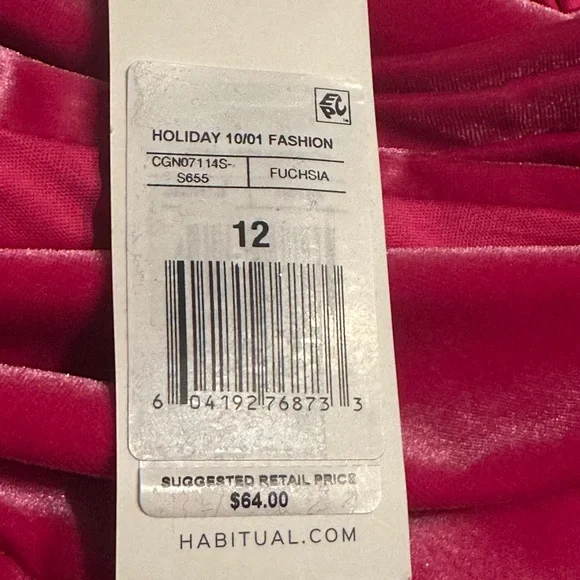 EPC
HOLIDAY 10/01 FASHION
CGN07114S-
S655
FUCHSIA
12
6 04192 76873 3
SUGGESTED RETAIL PRICE
$64.00
HABITUAL.COM